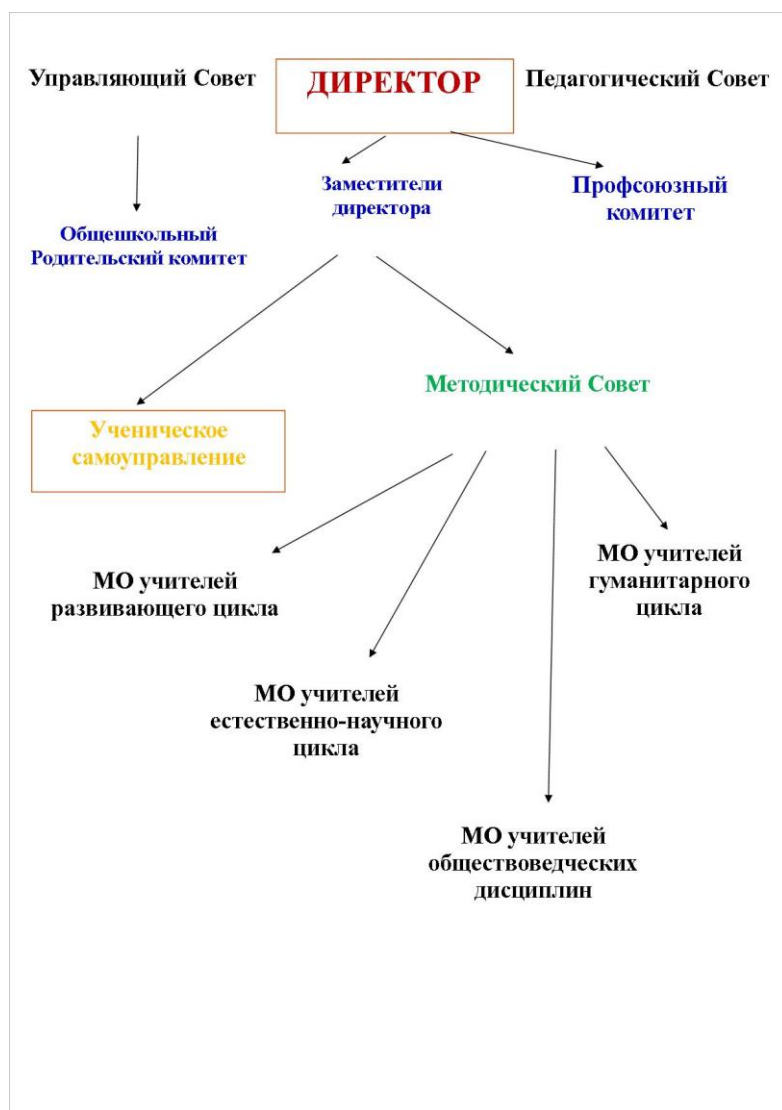 Управляющий Совет
ДИРЕКТОР
Педагогический Совет
Заместители
директора
Профсоюзный
комитет
Общешкольный
Родительский комитет
Методический Совет
Ученическое
самоуправление
МО учителей
развивающего цикла
МО учителей
гуманитарного
цикла
МО учителей
естественно-научного
цикла
МО учителей
обществоведческих
дисциплин